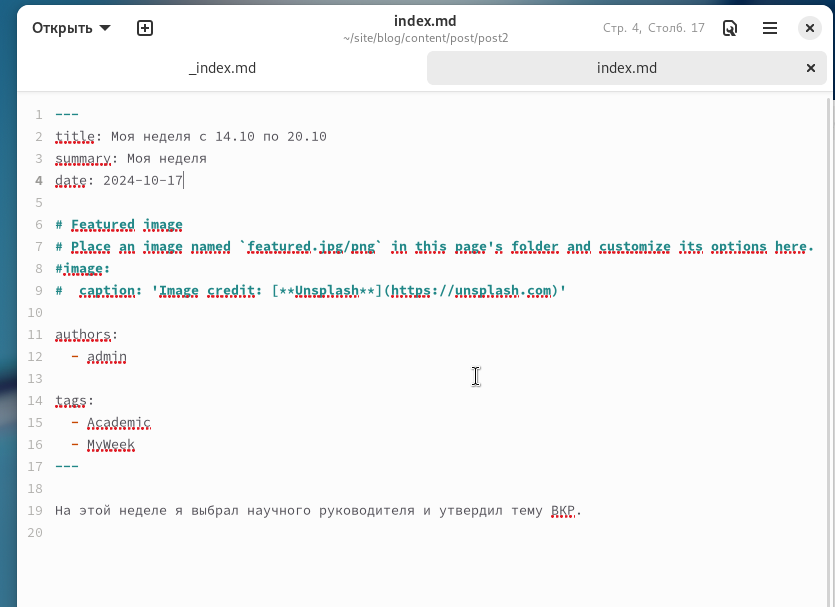 Открыть
index.md
~/site/blog/content/post/post2
Стр. 4, Столб. 17
_index.md
index.md
1 ---
2 title: Моя неделя с 14.10 по 20.10
3 summary: Моя неделя
4 date: 2024-10-17
5
6 # Featured image
7 # Place an image named `featured.jpg/png` in this page's folder and customize its options here.
8 #image:
9 #  caption: 'Image credit: [**Unsplash**](https://unsplash.com)'
10
11 authors:
12   - admin
13
14 tags:
15   - Academic
16   - MyWeek
17 ---
18
19 На этой неделе я выбрал научного руководителя и утвердил тему ВКР.
20